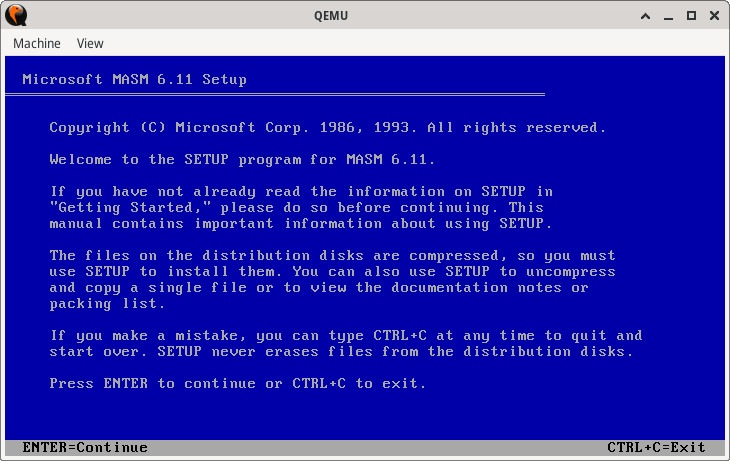 QEMU
Machine View
Microsoft MASM 6.11 Setup
Copyright (C) Microsoft Corp. 1986, 1993. All rights reserved.
Welcome to the SETUP program for MASM 6.11.
If you have not already read the information on SETUP in
"Getting Started," please do so before continuing. This
manual contains important information about using SETUP.
The files on the distribution disks are compressed, so you must
use SETUP to install them. You can also use SETUP to uncompress
and copy a single file or to view the documentation notes or
packing list.
If you make a mistake, you can type CTRL+C at any time to quit and
start over. SETUP never erases files from the distribution disks.
Press ENTER to continue or CTRL+C to exit.
ENTER=Continue CTRL+C=Exit